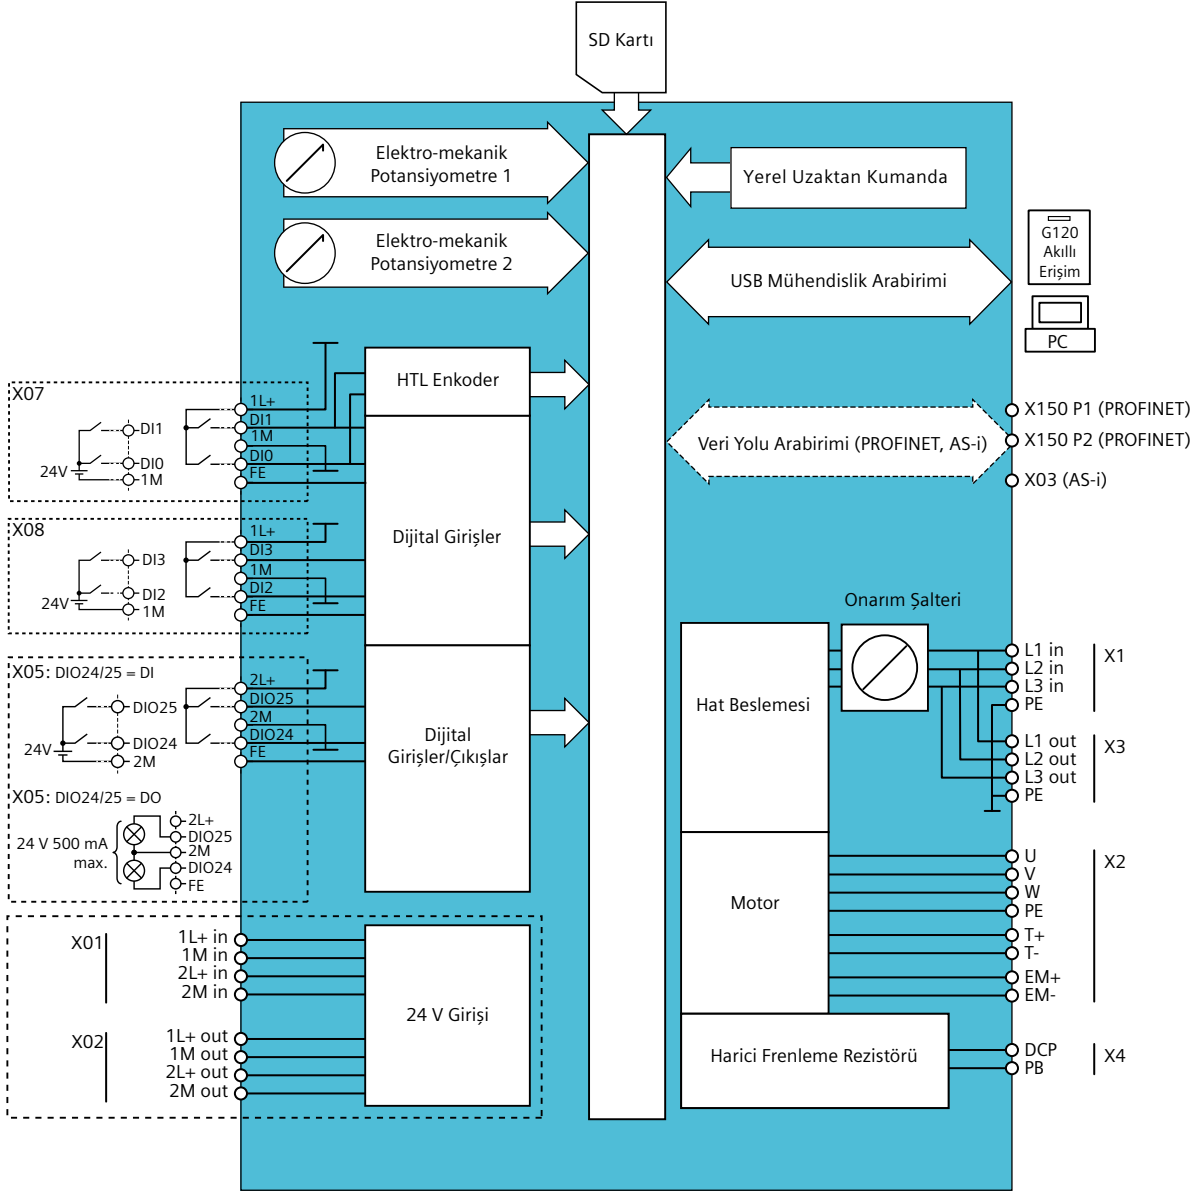 SD Kartı
Elektro-mekanik
Potansiyometre 1
Yerel Uzaktan Kumanda
Elektro-mekanik
Potansiyometre 2
USB Mühendislik Arabirimi
G120
Akıllı
Erişim
PC
HTL Enkoder
X07
DI1
DI0
24V
1M
1L+
DI1
1M
DI0
FE
Veri Yolu Arabirimi (PROFINET, AS-i)
X150 P1 (PROFINET)
X150 P2 (PROFINET)
X03 (AS-i)
X08
DI3
DI2
24V
1M
1L+
DI3
1M
DI2
FE
Dijital Girişler
Onarım Şalteri
X05: DIO24/25 = DI
DIO25
DIO24
24V
2M
2L+
DIO25
2M
DIO24
FE
Dijital
Girişler/Çıkışlar
X05: DIO24/25 = DO
24 V 500 mA
max.
2L+
DIO25
2M
DIO24
FE
Hat Beslemesi
L1 in
L2 in
L3 in
PE
X1
L1 out
L2 out
L3 out
PE
X3
Motor
U
V
W
PE
T+
T-
EM+
EM-
X2
X01
1L+ in
1M in
2L+ in
2M in
24 V Girişi
X02
1L+ out
1M out
2L+ out
2M out
Harici Frenleme Rezistörü
DCP
PB
X4